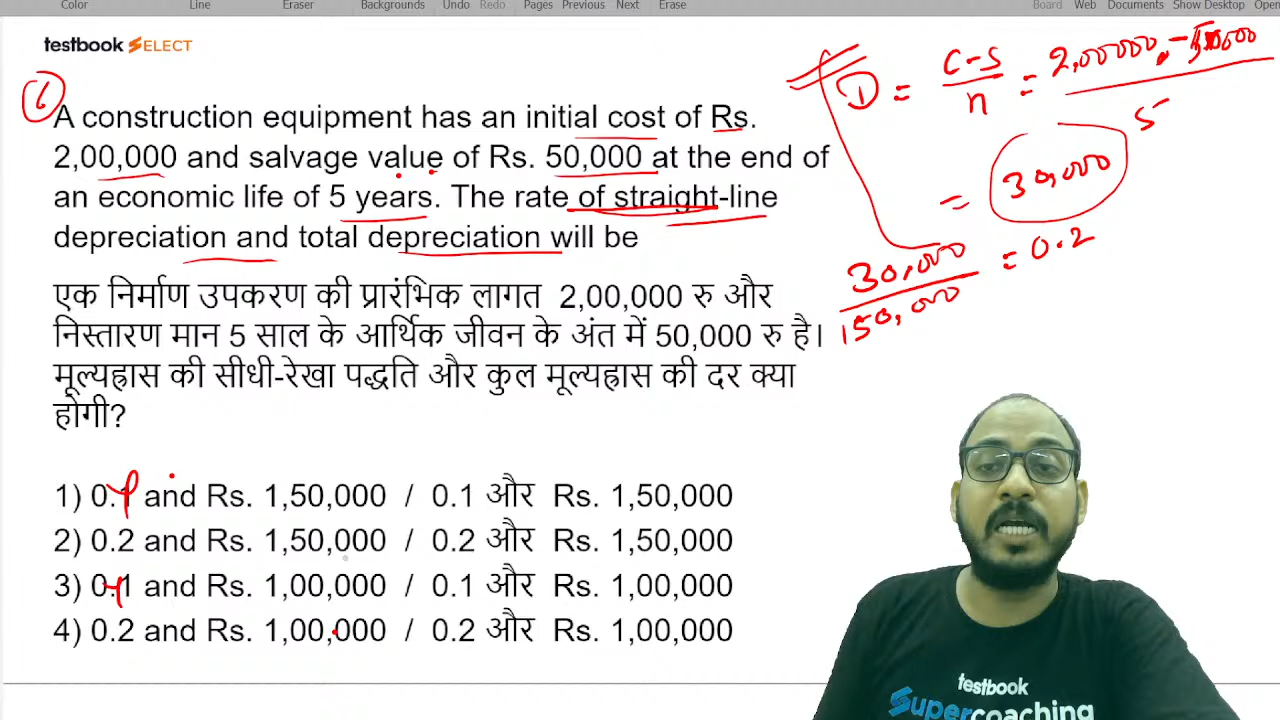 Color Line Eraser Backgrounds Undo Redo Pages Previous Next Erase Board Web Documents Show Desktop Open
testbook SELECT
6
A construction equipment has an initial cost of Rs.
2,00,000 and salvage value of Rs. 50,000 at the end of
an economic life of 5 years. The rate of straight-line
depreciation and total depreciation will be
एक निर्माण उपकरण की प्रारंभिक लागत 2,00,000 रु और
निस्तारण मान 5 साल के आर्थिक जीवन के अंत में 50,000 रु है।
मूल्यह्रास की सीधी-रेखा पद्धति और कुल मूल्यह्रास की दर क्या
होगी?
1) 0.1 and Rs. 1,50,000 / 0.1 और Rs. 1,50,000
2) 0.2 and Rs. 1,50,000 / 0.2 और Rs. 1,50,000
3) 0.1 and Rs. 1,00,000 / 0.1 और Rs. 1,00,000
4) 0.2 and Rs. 1,00,000 / 0.2 और Rs. 1,00,000
D = C-S / n = 2,00000, - 50000 / 5
= 30,000
30,000 / 150,000 = 0.2
testbook
Supercoaching